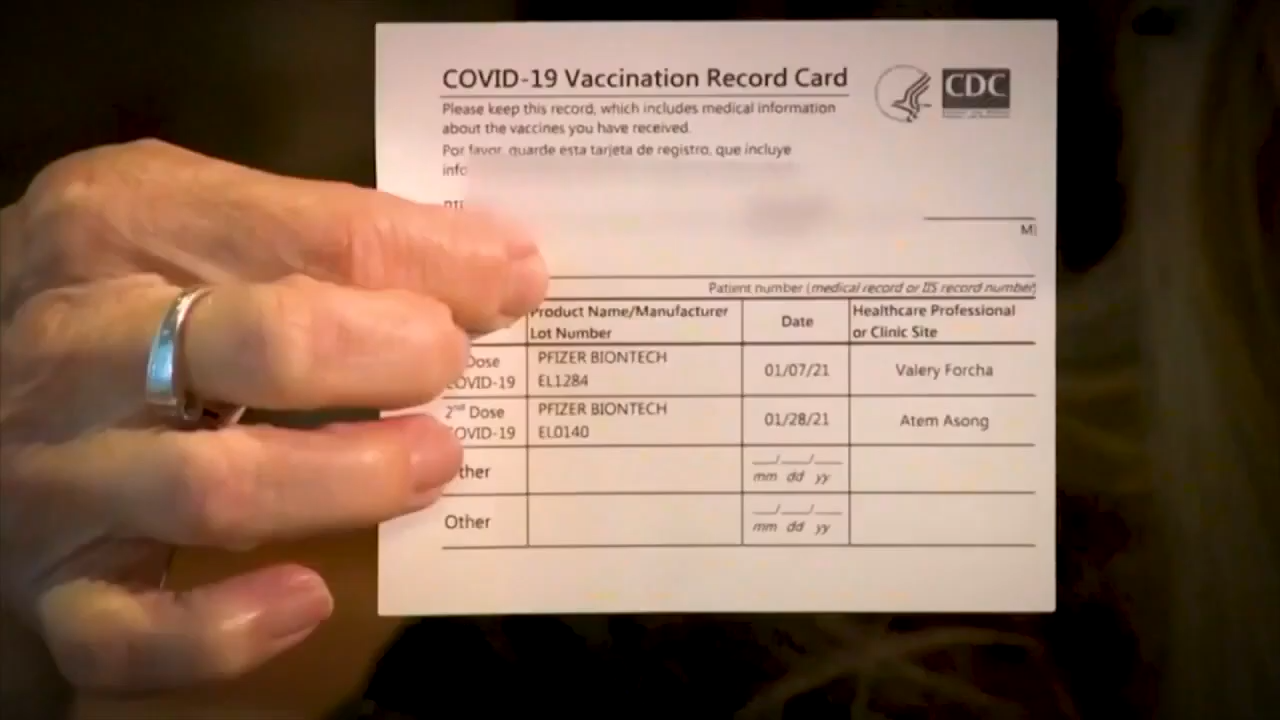 COVID-19 Vaccination Record Card
CDC
Please keep this record, which includes medical information
about the vaccines you have received.
Por favor, guarde esta tarjeta de registro, que incluye
MI
Patient number (medical record or IIS record number)
Product Name/Manufacturer
Lot Number
Date
Healthcare Professional
or Clinic Site
Dose
COVID-19
PFIZER BIONTECH
EL1284
01/07/21
Valery Forcha
2nd Dose
COVID-19
PFIZER BIONTECH
EL0140
01/28/21
Atem Asong
Other
mm dd yy
Other
mm dd yy